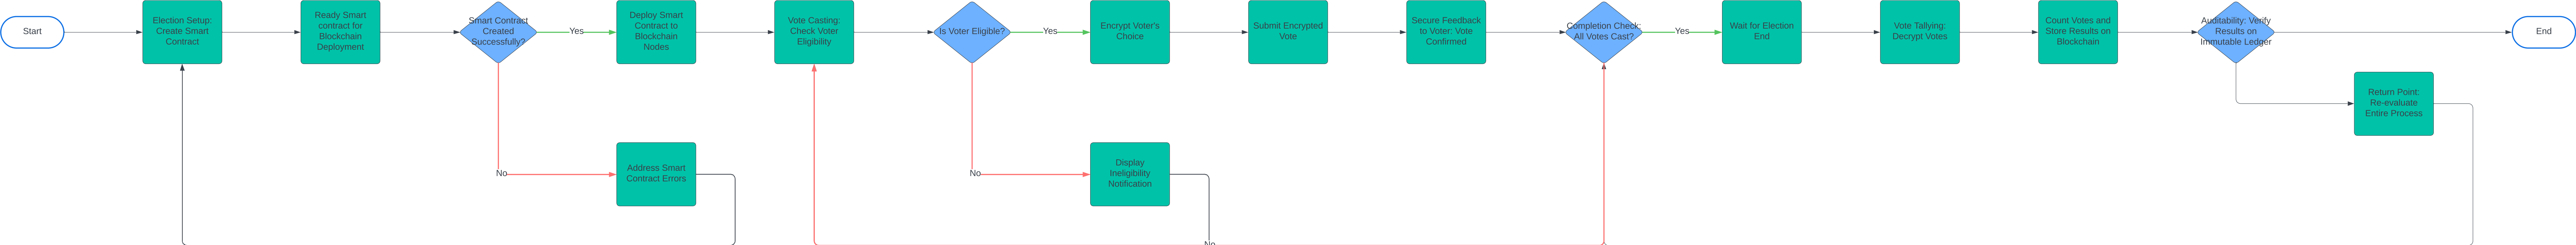 Start
Election Setup:
Create Smart
Contract
Ready Smart
contract for
Blockchain
Deployment
Smart Contract
Created
Successfully?
Yes
Deploy Smart
Contract to
Blockchain
Nodes
Vote Casting:
Check Voter
Eligibility
Is Voter Eligible?
Yes
Encrypt Voter's
Choice
Submit Encrypted
Vote
Secure Feedback
to Voter: Vote
Confirmed
Completion Check:
All Votes Cast?
Yes
Wait for Election
End
Vote Tallying:
Decrypt Votes
Count Votes and
Store Results on
Blockchain
Auditability: Verify
Results on
Immutable Ledger
End
Return Point:
Re-evaluate
Entire Process
No
Address Smart
Contract Errors
No
Display
Ineligibility
Notification
No